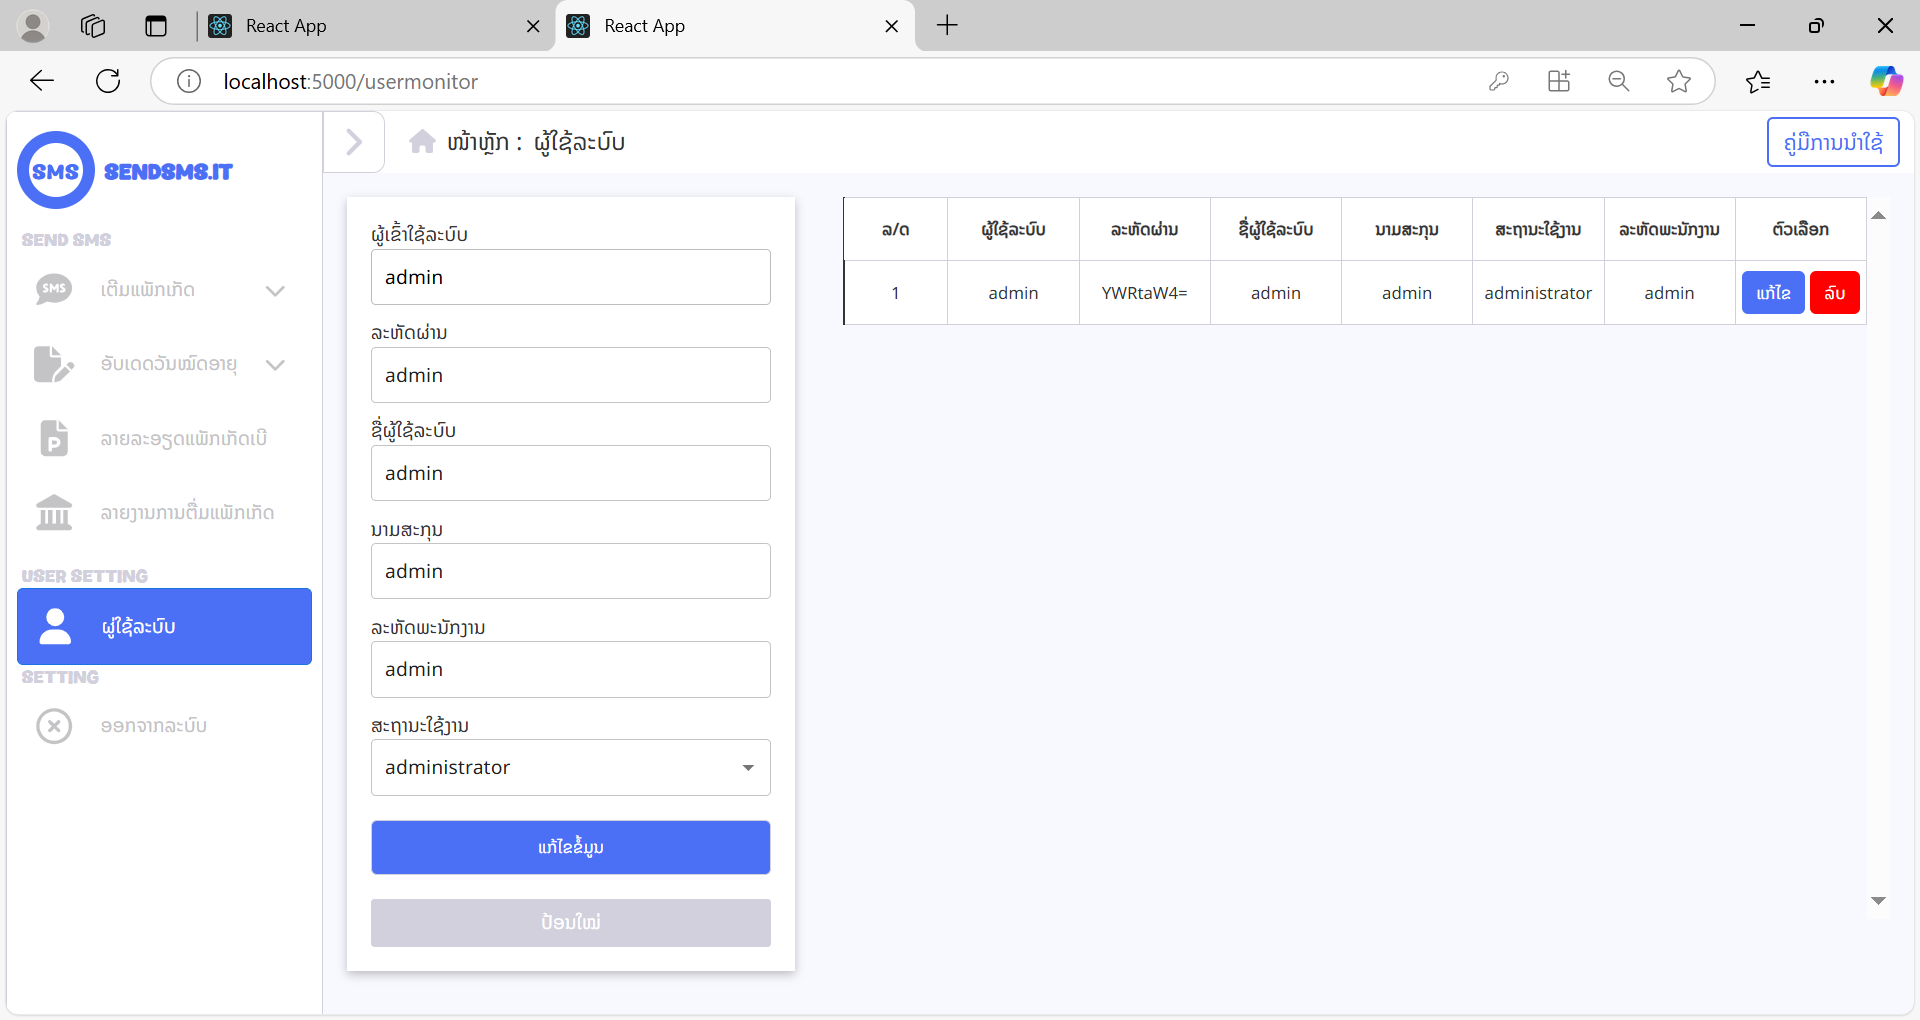 React App
React App
localhost:5000/usermonitor
SMS SENDSMS.IT
ໜ້າຫຼັກ : ຜູ້ໃຊ້ລະບົບ
ຄູ່ມືການນຳໃຊ້
SEND SMS
SMS ເຕີມແພັກເກັດ
ອັບເດດວັນໝົດອາຍຸ
P ລາຍລະອຽດແພັກເກັດເບີ
ລາຍງານການຕື່ມແພັກເກັດ
USER SETTING
ຜູ້ໃຊ້ລະບົບ
SETTING
ອອກຈາກລະບົບ
ຜູ້ເຂົ້າໃຊ້ລະບົບ
admin
ລະຫັດຜ່ານ
admin
ຊື່ຜູ້ໃຊ້ລະບົບ
admin
ນາມສະກຸນ
admin
ລະຫັດພະນັກງານ
admin
ສະຖານະໃຊ້ງານ
administrator
ແກ້ໄຂຂໍ້ມູນ
ປ້ອນໃໝ່
ລ/ດ ຜູ້ໃຊ້ລະບົບ ລະຫັດຜ່ານ ຊື່ຜູ້ໃຊ້ລະບົບ ນາມສະກຸນ ສະຖານະໃຊ້ງານ ລະຫັດພະນັກງານ ຕົວເລືອກ
1 admin YWRtaW4= admin admin administrator admin ແກ້ໄຂ ລົບ